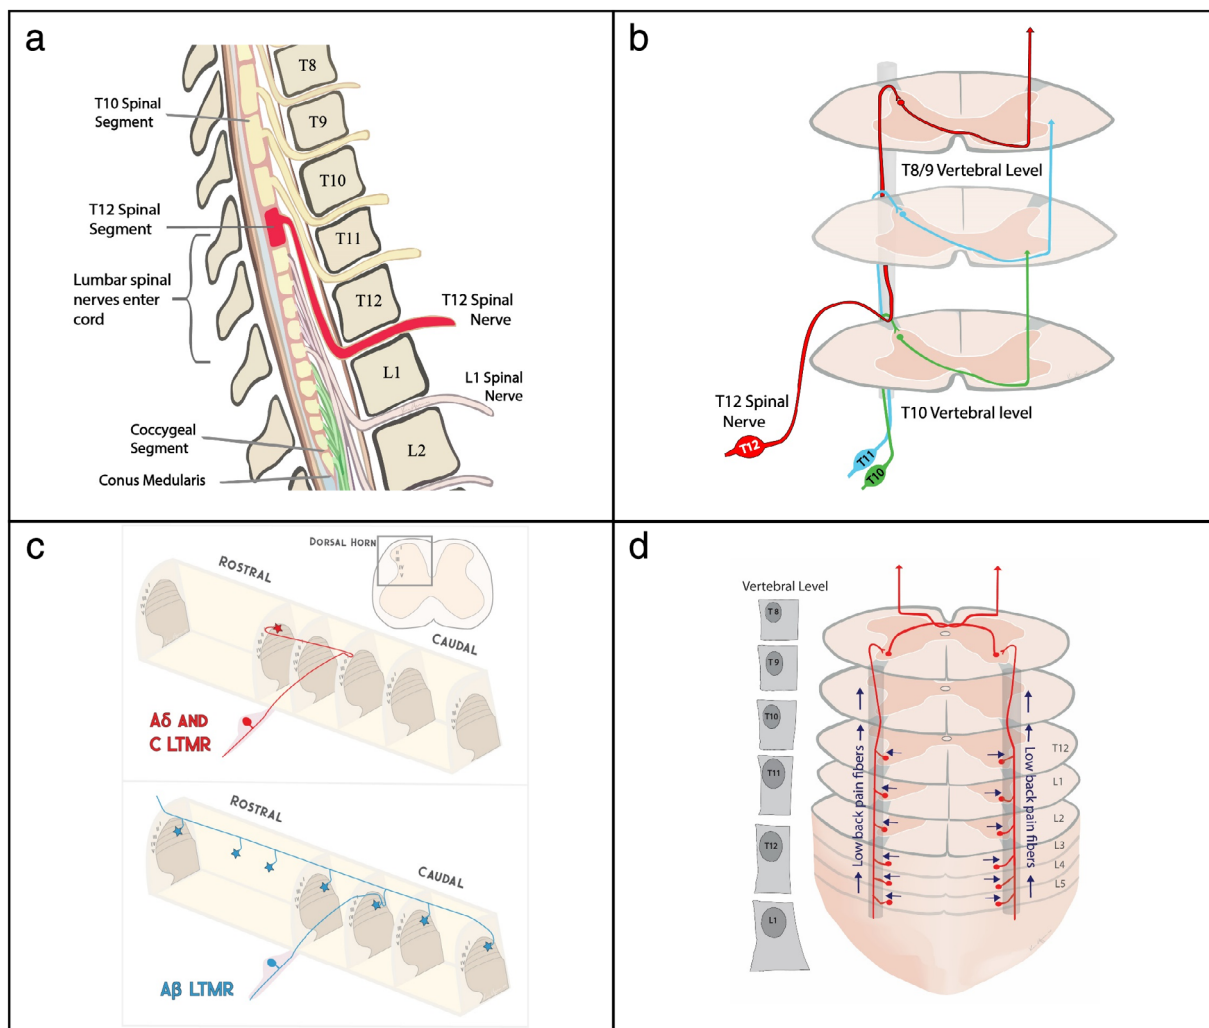 a
T8
T9
T10
T11
T12
L1
L2
T10 Spinal
Segment
T12 Spinal
Segment
Lumbar spinal
nerves enter
cord
T12 Spinal
Nerve
L1 Spinal
Nerve
Coccygeal
Segment
Conus Medularis
b
T8/9 Vertebral Level
T12 Spinal
Nerve
T10 Vertebral level
T12
T11
T10
c
DORSAL HORN
ROSTRAL
CAUDAL
Aδ AND
C LTMR
ROSTRAL
CAUDAL
Aβ LTMR
d
Vertebral Level
T8
T9
T10
T11
T12
L1
T12
L1
L2
L3
L4
L5
Low back pain fibers
Low back pain fibers